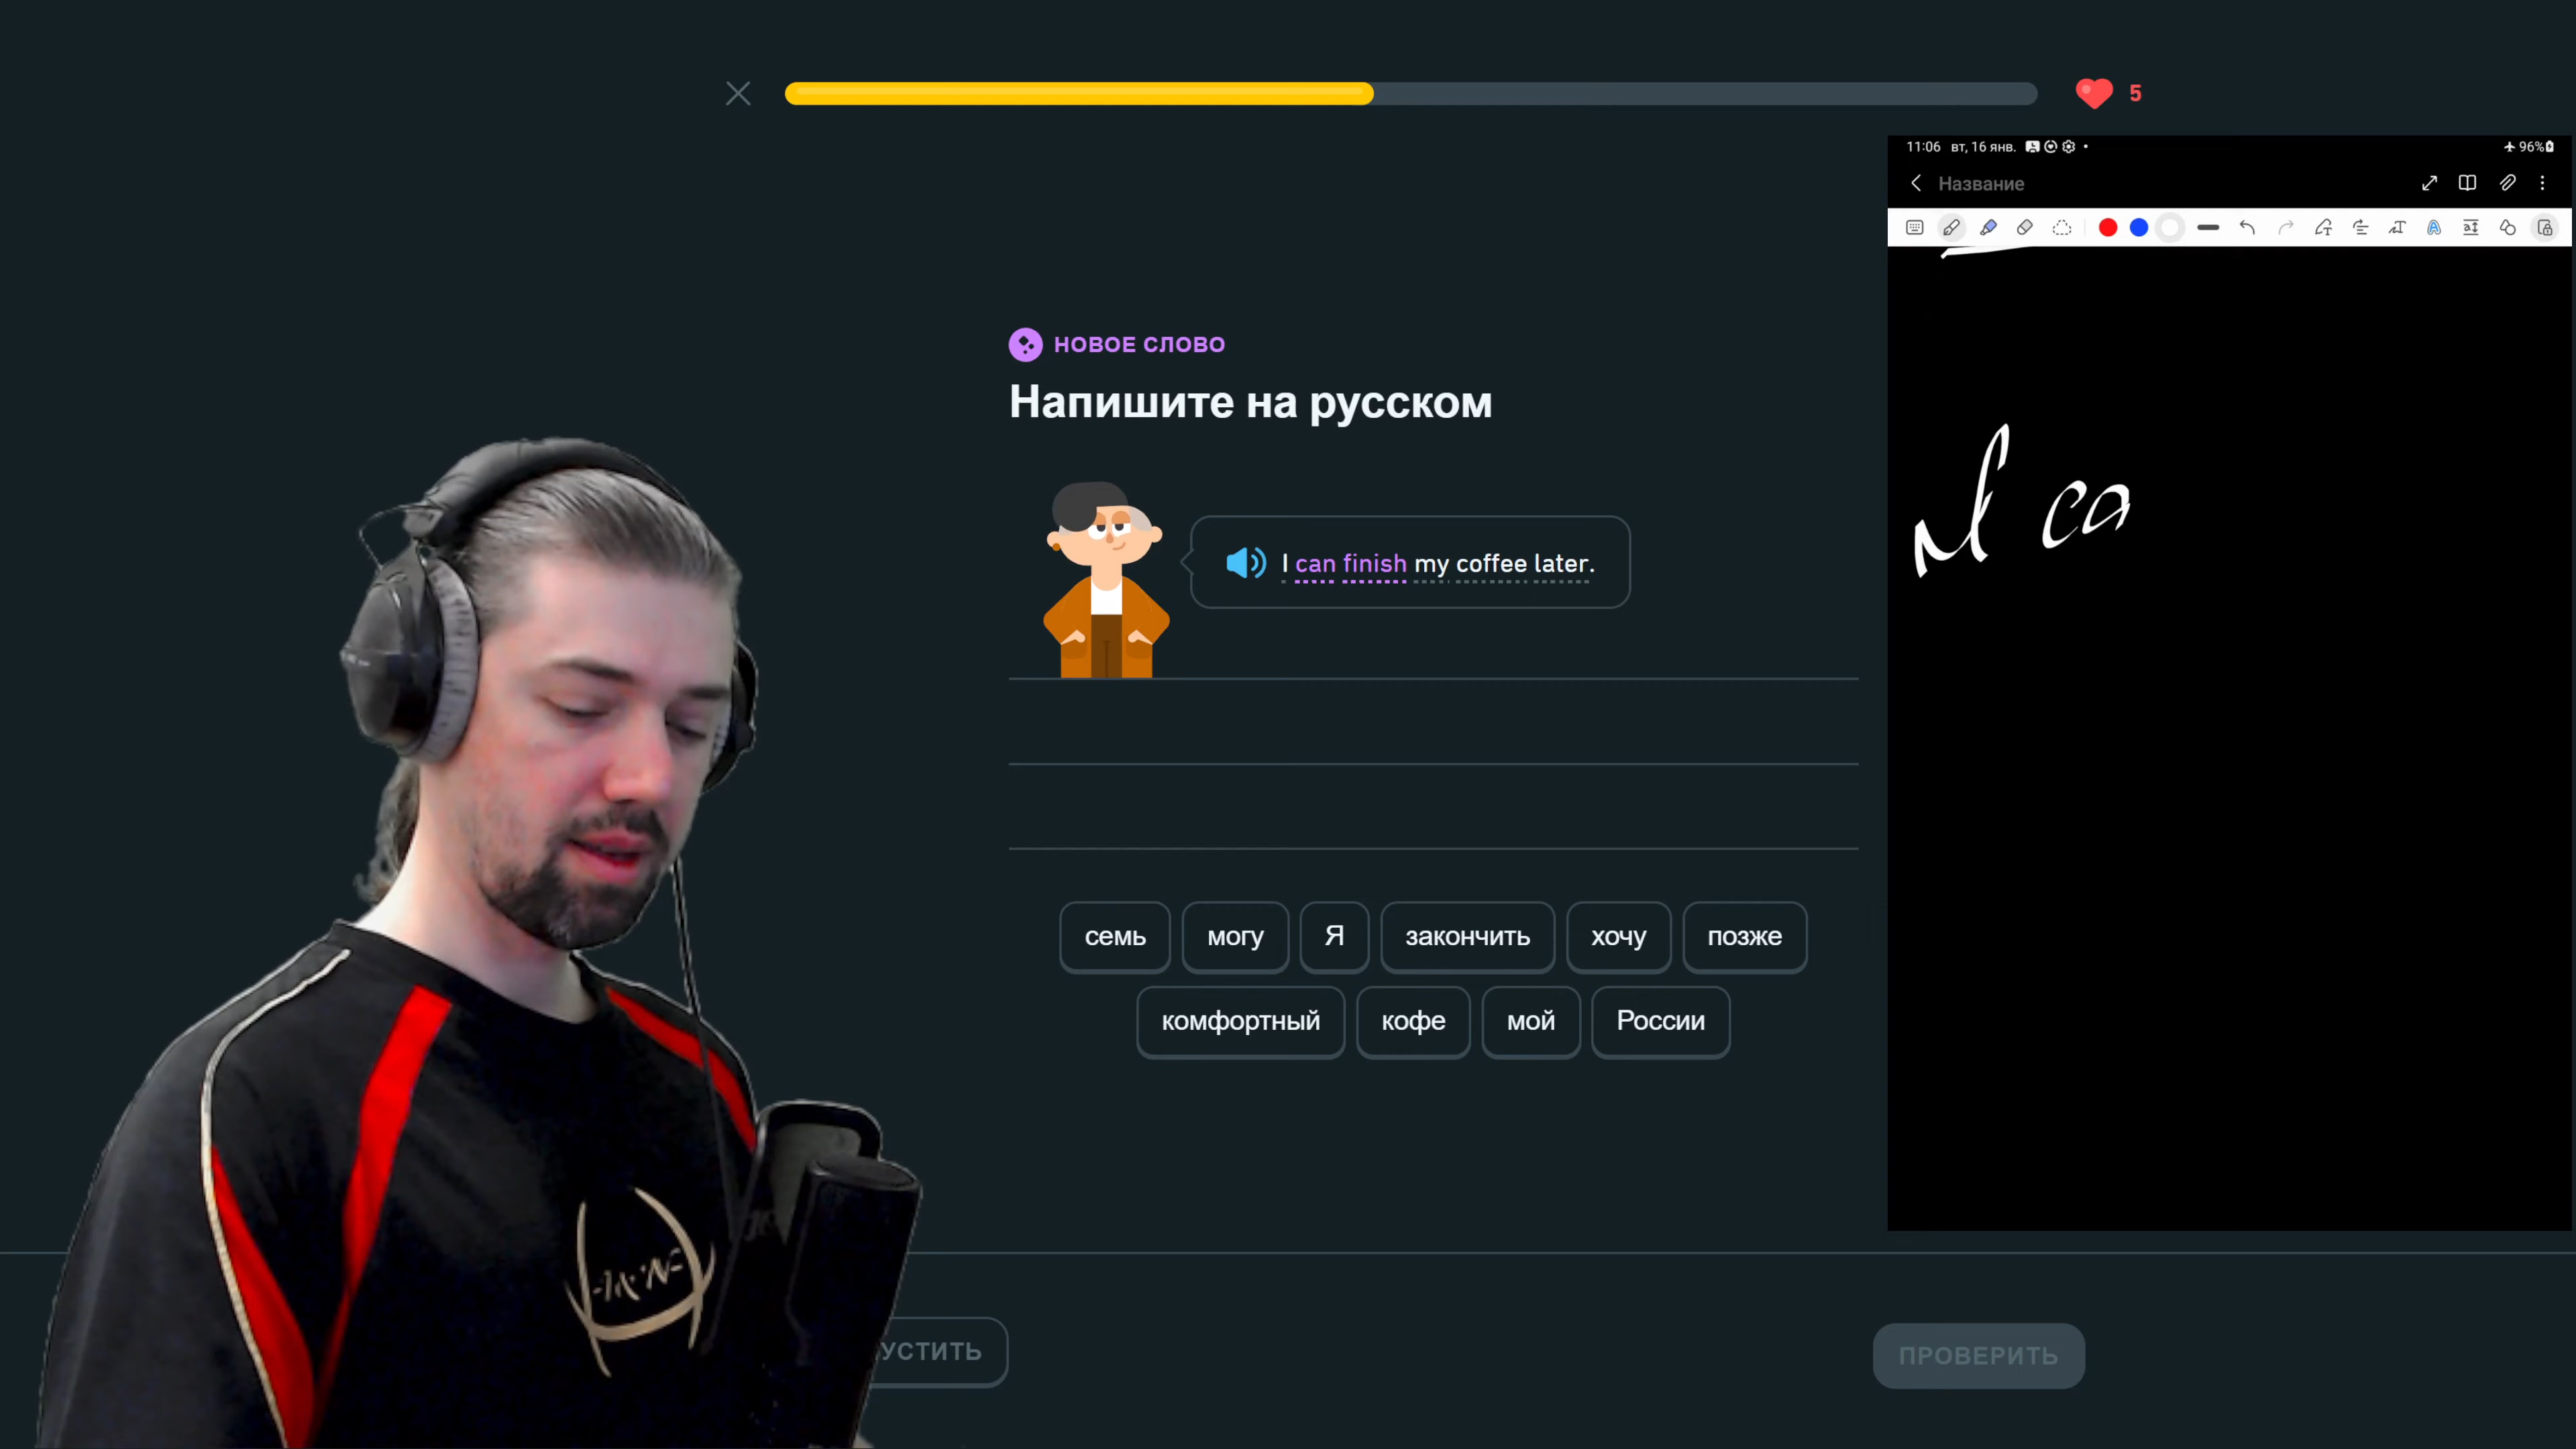 5
11:06 вт, 16 янв. 96%
Название
НОВОЕ СЛОВО
Напишите на русском
I can finish my coffee later.
I ca
семь могу Я закончить хочу позже
комфортный кофе мой России
УСТИТЬ
ПРОВЕРИТЬ